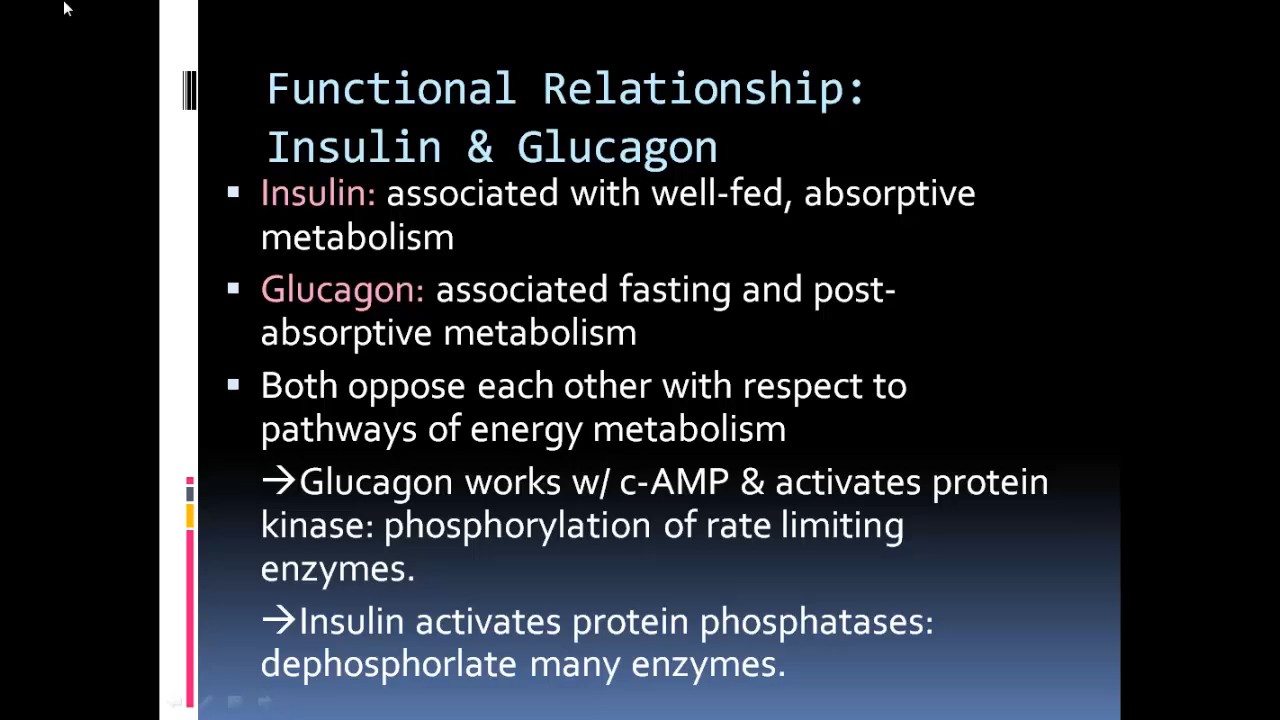 Functional Relationship:
Insulin & Glucagon
▪ Insulin: associated with well-fed, absorptive
metabolism
▪ Glucagon: associated fasting and post-
absorptive metabolism
▪ Both oppose each other with respect to
pathways of energy metabolism
→Glucagon works w/ c-AMP & activates protein
kinase: phosphorylation of rate limiting
enzymes.
→Insulin activates protein phosphatases:
dephosphorlate many enzymes.